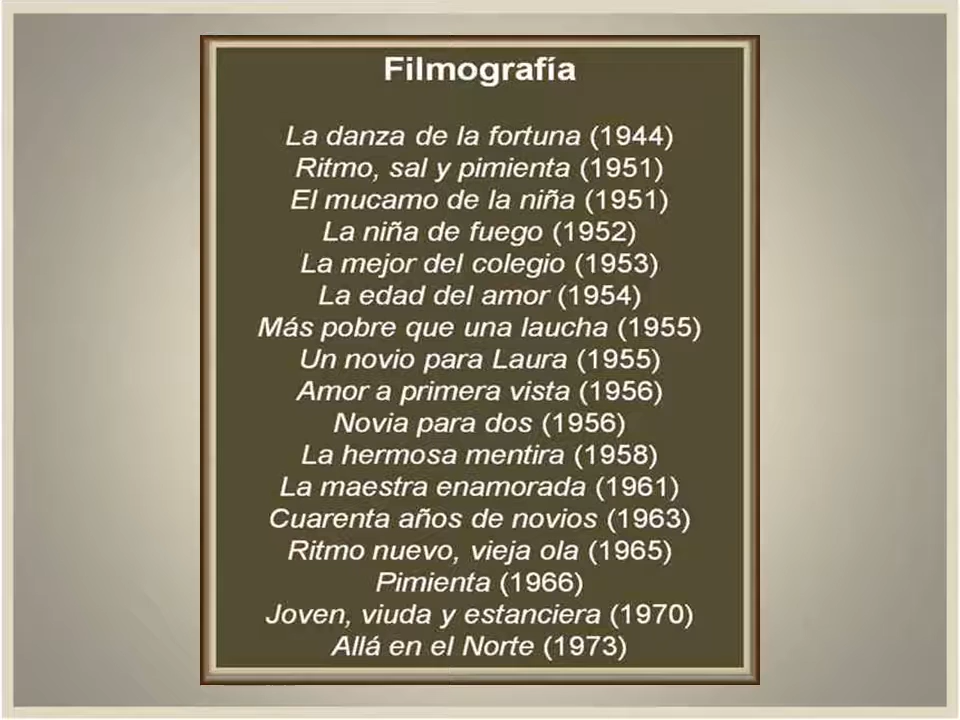 Filmografía
La danza de la fortuna (1944)
Ritmo, sal y pimienta (1951)
El mucamo de la niña (1951)
La niña de fuego (1952)
La mejor del colegio (1953)
La edad del amor (1954)
Más pobre que una laucha (1955)
Un novio para Laura (1955)
Amor a primera vista (1956)
Novia para dos (1956)
La hermosa mentira (1958)
La maestra enamorada (1961)
Cuarenta años de novios (1963)
Ritmo nuevo, vieja ola (1965)
Pimienta (1966)
Joven, viuda y estanciera (1970)
Allá en el Norte (1973)